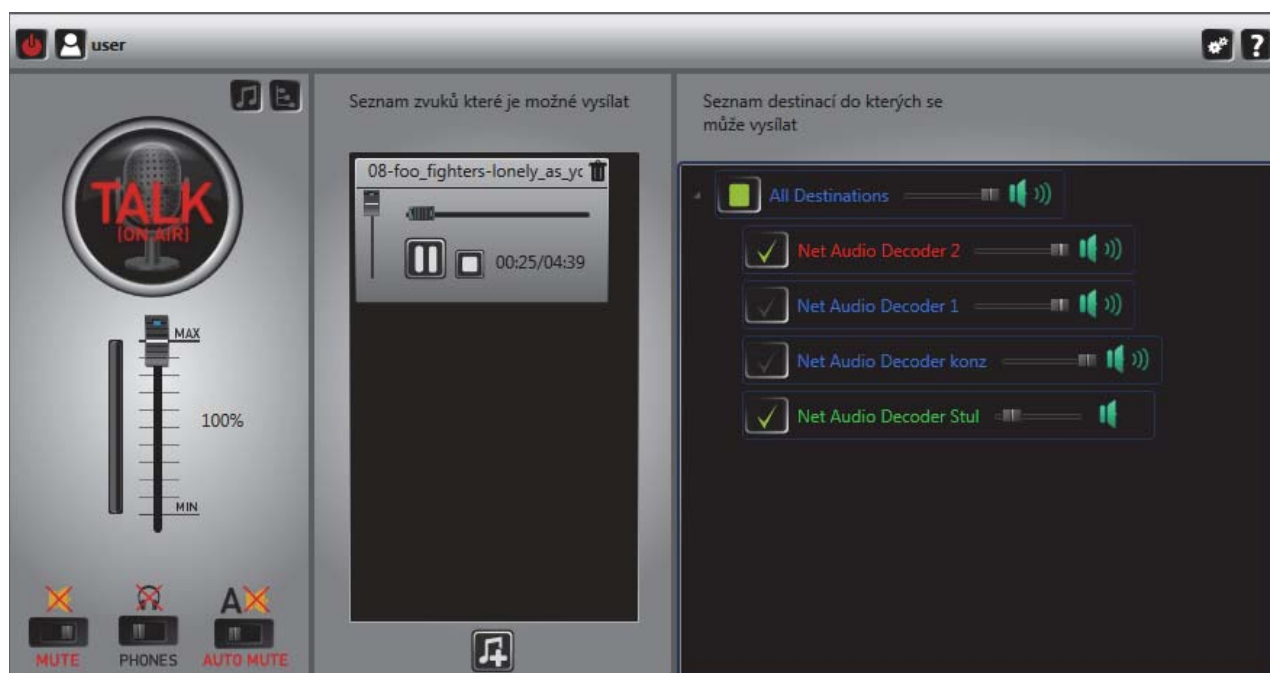 user
?
TALK
(ON AIR)
MAX
100%
MIN
A
MUTE
PHONES
AUTO MUTE
Seznam zvuků které je možné vysílat
08-foo_fighters-lonely_as_yc
00:25/04:39
Seznam destinací do kterých se
může vysílat
All Destinations
Net Audio Decoder 2
Net Audio Decoder 1
Net Audio Decoder konz
Net Audio Decoder Stul